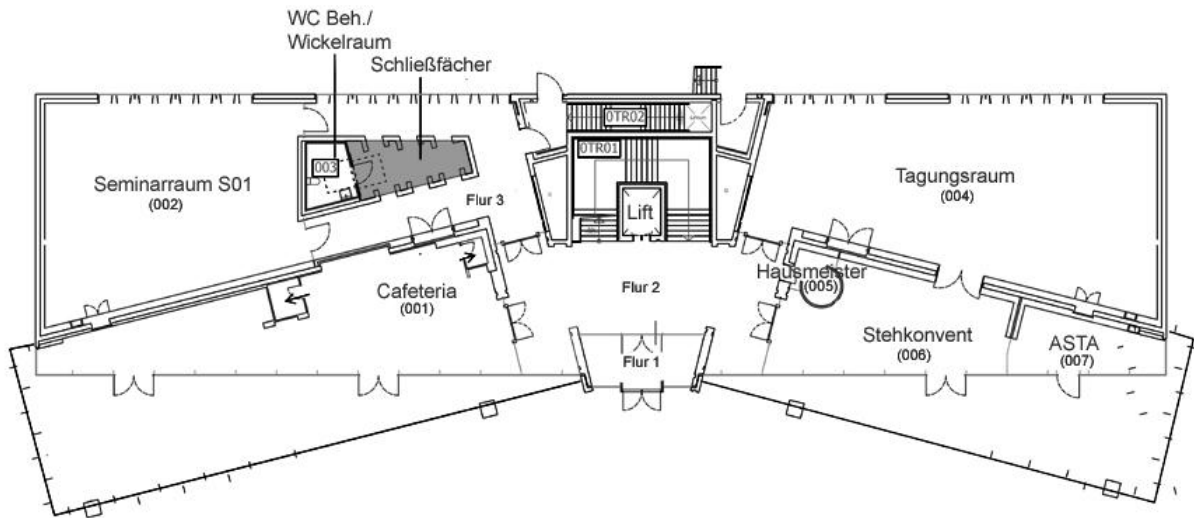 WC Beh./
Wickelraum
Schließfächer
0TR02
0TR01
003
Seminarraum S01
(002)
Flur 3
Lift
Tagungsraum
(004)
Cafeteria
(001)
Flur 2
Hausmeister
(005)
Stehkonvent
(006)
ASTA
(007)
Flur 1